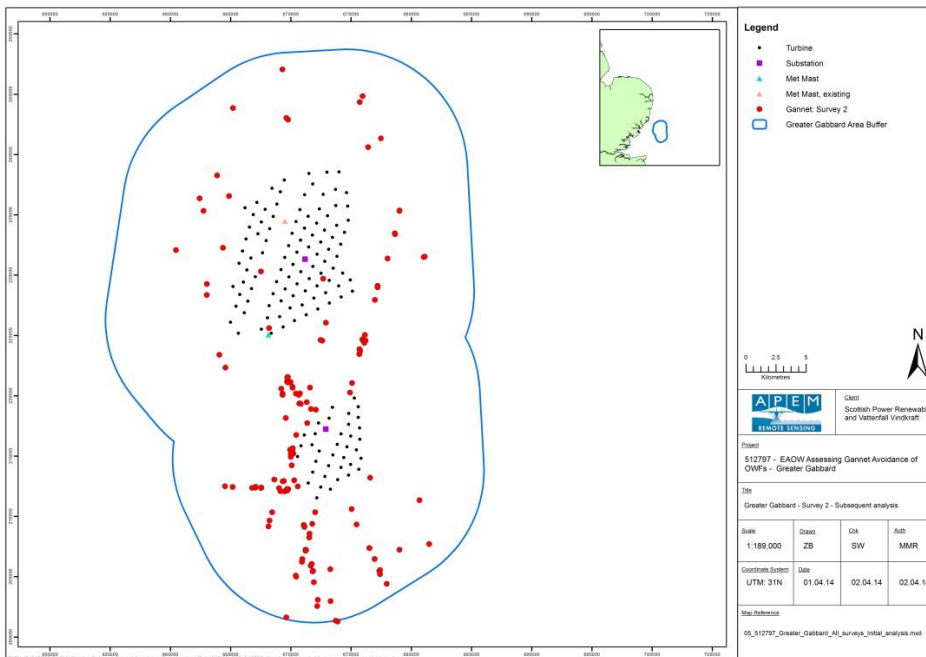 Legend
Turbine
Substation
Met Mast
Met Mast, existing
Gannet: Survey 2
Greater Gabbard Area Buffer
N
0 2.5 5
Kilometres
APEM
REMOTE SENSING
Client
Scottish Power Renewab
and Vattenfall Vindkraft
Project
512797 - EAOW Assessing Gannet Avoidance of
OWFs - Greater Gabbard
Title
Greater Gabbard - Survey 2 - Subsequent analysis
Scale Drawn Chk Auth
1:189,000 ZB SW MMR
Coordinate System Date
UTM: 31N 01.04.14 02.04.14 02.04.1
Map Reference
05_512797_Greater_Gabbard_All_surveys_Initial_analysis.mxd